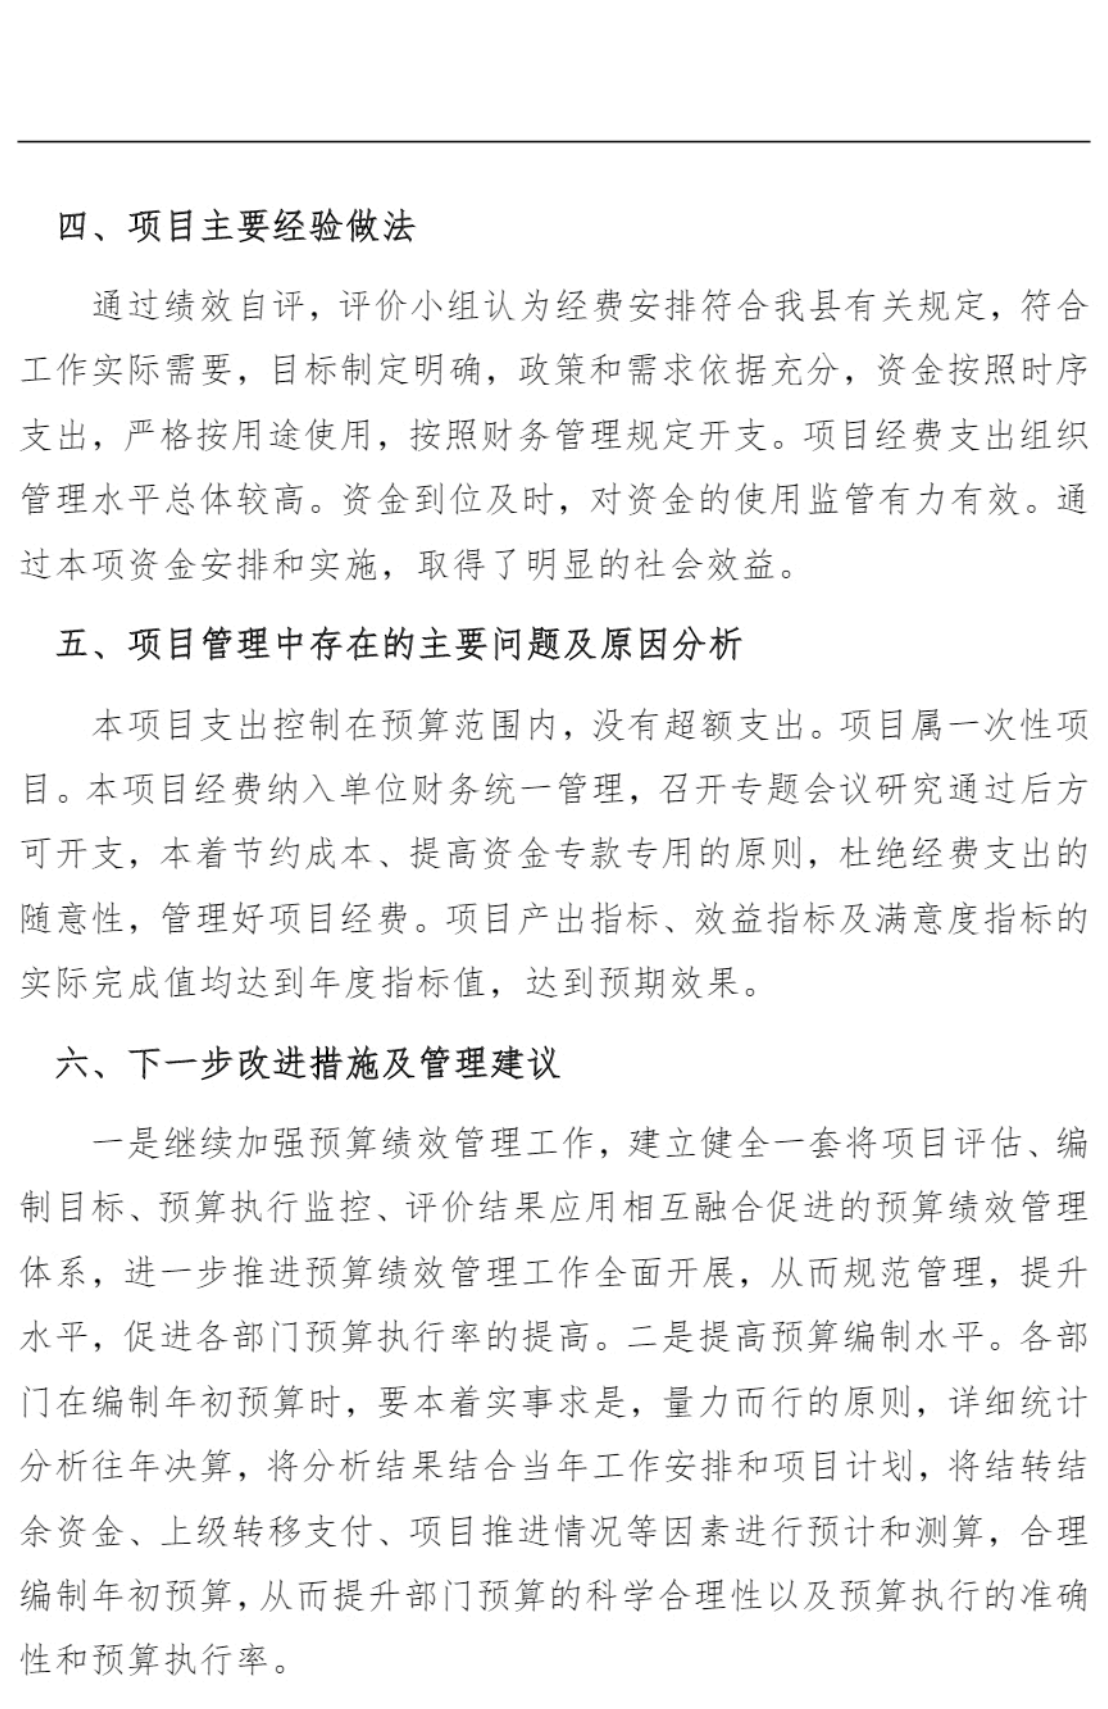 四、项目主要经验做法
通过绩效自评，评价小组认为经费安排符合我县有关规定，符合
工作实际需要，目标制定明确，政策和需求依据充分，资金按照时序
支出，严格按用途使用，按照财务管理规定开支。项目经费支出组织
管理水平总体较高。资金到位及时，对资金的使用监管有力有效。通
过本项资金安排和实施，取得了明显的社会效益。
五、项目管理中存在的主要问题及原因分析
本项目支出控制在预算范围内，没有超额支出。项目属一次性项
目。本项目经费纳入单位财务统一管理，召开专题会议研究通过后方
可开支，本着节约成本、提高资金专款专用的原则，杜绝经费支出的
随意性，管理好项目经费。项目产出指标、效益指标及满意度指标的
实际完成值均达到年度指标值，达到预期效果。
六、下一步改进措施及管理建议
一是继续加强预算绩效管理工作，建立健全一套将项目评估、编
制目标、预算执行监控、评价结果应用相互融合促进的预算绩效管理
体系，进一步推进预算绩效管理工作全面开展，从而规范管理，提升
水平，促进各部门预算执行率的提高。二是提高预算编制水平。各部
门在编制年初预算时，要本着实事求是，量力而行的原则，详细统计
分析往年决算，将分析结果结合当年工作安排和项目计划，将结转结
余资金、上级转移支付、项目推进情况等因素进行预计和测算，合理
编制年初预算，从而提升部门预算的科学合理性以及预算执行的准确
性和预算执行率。